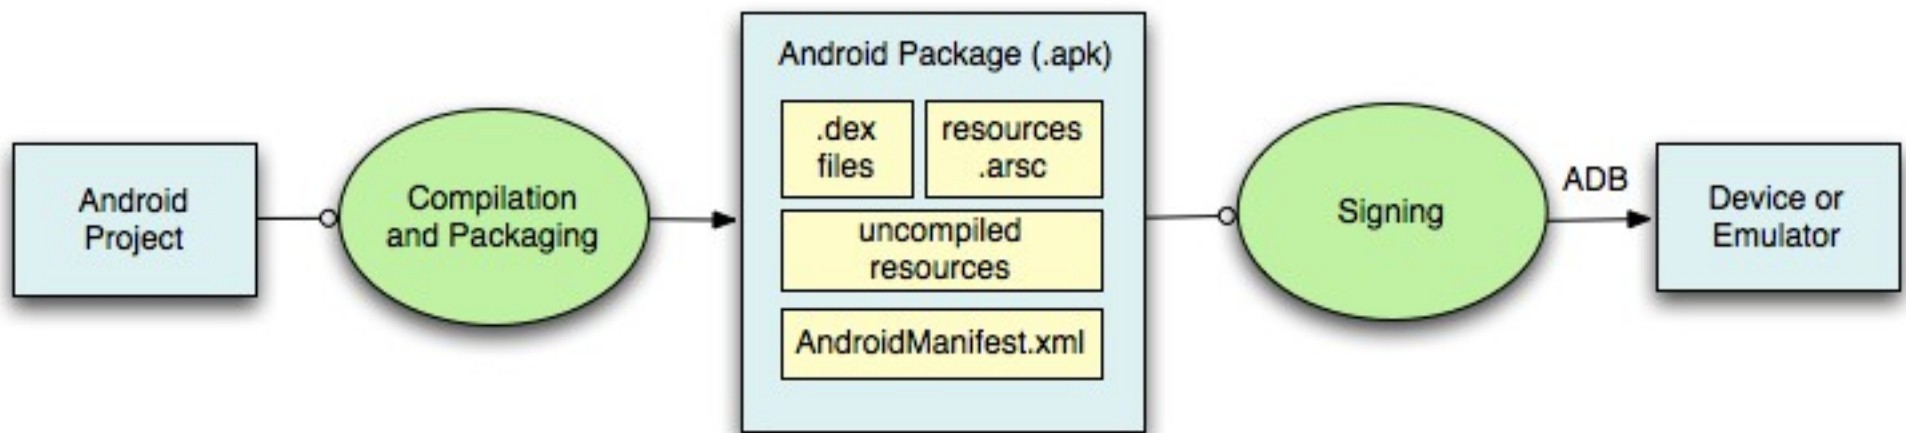 Android
Project
Compilation
and Packaging
Android Package (.apk)
.dex
files
resources
.arsc
uncompiled
resources
AndroidManifest.xml
Signing
ADB
Device or
Emulator